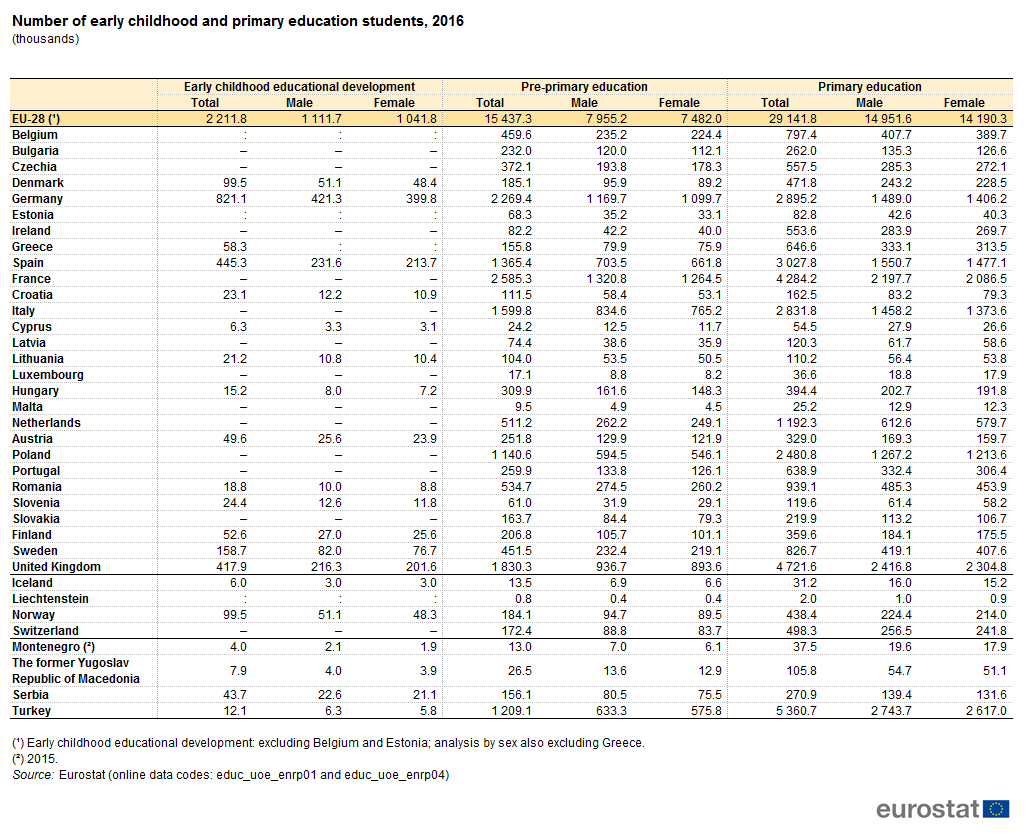 Number of early childhood and primary education students, 2016
(thousands)
Early childhood educational development Pre-primary education Primary education
Total Male Female Total Male Female Total Male Female
EU-28 (¹) 2 211.8 1 111.7 1 041.8 15 437.3 7 955.2 7 482.0 29 141.8 14 951.6 14 190.3
Belgium : : : 459.6 235.2 224.4 797.4 407.7 389.7
Bulgaria – – – 232.0 120.0 112.1 262.0 135.3 126.6
Czechia – – – 372.1 193.8 178.3 557.5 285.3 272.1
Denmark 99.5 51.1 48.4 185.1 95.9 89.2 471.8 243.2 228.5
Germany 821.1 421.3 399.8 2 269.4 1 169.7 1 099.7 2 895.2 1 489.0 1 406.2
Estonia : : : 68.3 35.2 33.1 82.8 42.6 40.3
Ireland – – – 82.2 42.2 40.0 553.6 283.9 269.7
Greece 58.3 : : 155.8 79.9 75.9 646.6 333.1 313.5
Spain 445.3 231.6 213.7 1 365.4 703.5 661.8 3 027.8 1 550.7 1 477.1
France – – – 2 585.3 1 320.8 1 264.5 4 284.2 2 197.7 2 086.5
Croatia 23.1 12.2 10.9 111.5 58.4 53.1 162.5 83.2 79.3
Italy – – – 1 599.8 834.6 765.2 2 831.8 1 458.2 1 373.6
Cyprus 6.3 3.3 3.1 24.2 12.5 11.7 54.5 27.9 26.6
Latvia – – – 74.4 38.6 35.9 120.3 61.7 58.6
Lithuania 21.2 10.8 10.4 104.0 53.5 50.5 110.2 56.4 53.8
Luxembourg – – – 17.1 8.8 8.2 36.6 18.8 17.9
Hungary 15.2 8.0 7.2 309.9 161.6 148.3 394.4 202.7 191.8
Malta – – – 9.5 4.9 4.5 25.2 12.9 12.3
Netherlands – – – 511.2 262.2 249.1 1 192.3 612.6 579.7
Austria 49.6 25.6 23.9 251.8 129.9 121.9 329.0 169.3 159.7
Poland – – – 1 140.6 594.5 546.1 2 480.8 1 267.2 1 213.6
Portugal – – – 259.9 133.8 126.1 638.9 332.4 306.4
Romania 18.8 10.0 8.8 534.7 274.5 260.2 939.1 485.3 453.9
Slovenia 24.4 12.6 11.8 61.0 31.9 29.1 119.6 61.4 58.2
Slovakia – – – 163.7 84.4 79.3 219.9 113.2 106.7
Finland 52.6 27.0 25.6 206.8 105.7 101.1 359.6 184.1 175.5
Sweden 158.7 82.0 76.7 451.5 232.4 219.1 826.7 419.1 407.6
United Kingdom 417.9 216.3 201.6 1 830.3 936.7 893.6 4 721.6 2 416.8 2 304.8
Iceland 6.0 3.0 3.0 13.5 6.9 6.6 31.2 16.0 15.2
Liechtenstein : : : 0.8 0.4 0.4 2.0 1.0 0.9
Norway 99.5 51.1 48.3 184.1 94.7 89.5 438.4 224.4 214.0
Switzerland – – – 172.4 88.8 83.7 498.3 256.5 241.8
Montenegro (²) 4.0 2.1 1.9 13.0 7.0 6.1 37.5 19.6 17.9
The former Yugoslav
Republic of Macedonia 7.9 4.0 3.9 26.5 13.6 12.9 105.8 54.7 51.1
Serbia 43.7 22.6 21.1 156.1 80.5 75.5 270.9 139.4 131.6
Turkey 12.1 6.3 5.8 1 209.1 633.3 575.8 5 360.7 2 743.7 2 617.0
(¹) Early childhood educational development: excluding Belgium and Estonia; analysis by sex also excluding Greece.
(²) 2015.
Source: Eurostat (online data codes: educ_uoe_enrp01 and educ_uoe_enrp04)
eurostat